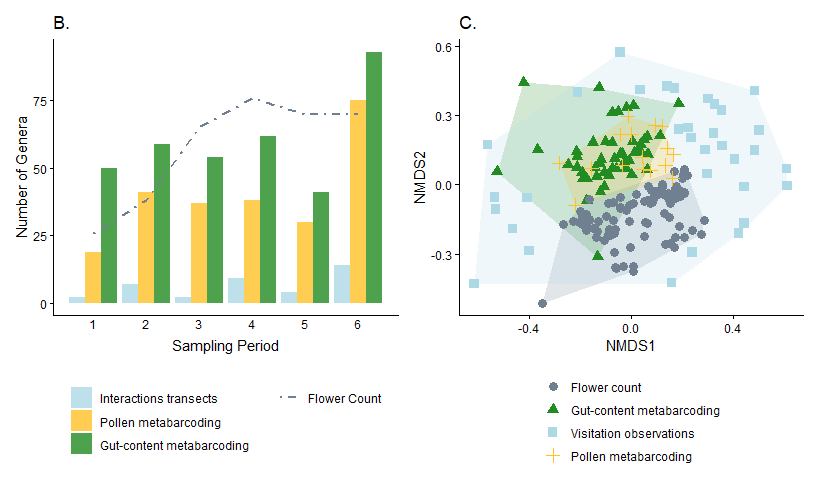 B.
Number of Genera
75
50
25
0
1 2 3 4 5 6
Sampling Period
Interactions transects
Pollen metabarcoding
Gut-content metabarcoding
Flower Count
C.
NMDS2
0.6
0.3
0.0
-0.3
-0.4 0.0 0.4
NMDS1
Flower count
Gut-content metabarcoding
Visitation observations
Pollen metabarcoding